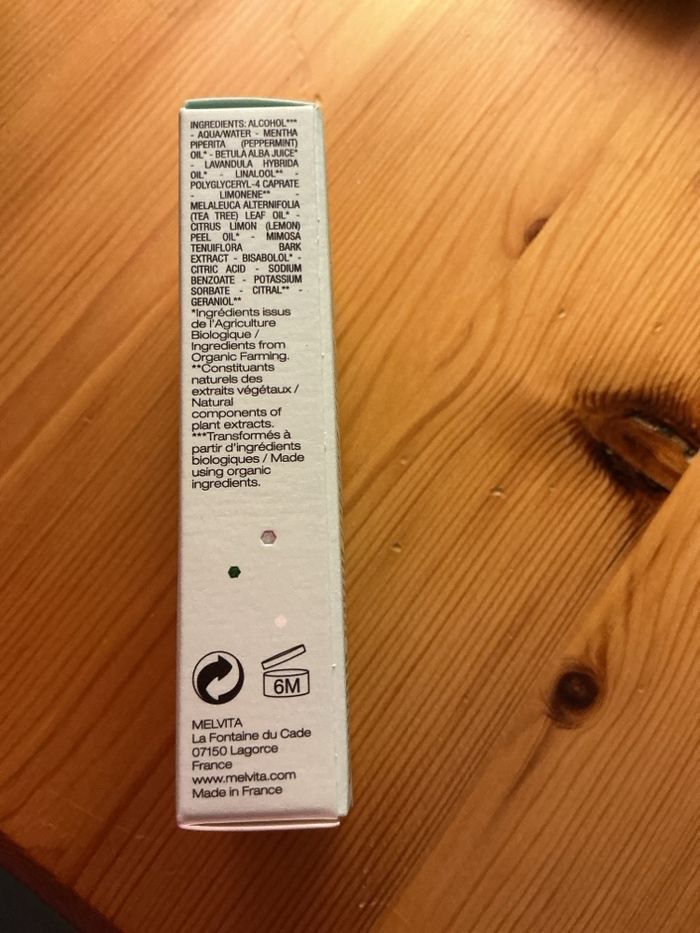 INGREDIENTS: ALCOHOL***
- AQUA/WATER - MENTHA
PIPERITA (PEPPERMINT)
OIL* - BETULA ALBA JUICE*
- LAVANDULA HYBRIDA
OIL* - LINALOOL** -
POLYGLYCERYL-4 CAPRATE
- LIMONENE** -
MELALEUCA ALTERNIFOLIA
(TEA TREE) LEAF OIL* -
CITRUS LIMON (LEMON)
PEEL OIL* - MIMOSA
TENUIFLORA BARK
EXTRACT - BISABOLOL* -
CITRIC ACID - SODIUM
BENZOATE - POTASSIUM
SORBATE - CITRAL** -
GERANIOL**
*Ingrédients issus
de l'Agriculture
Biologique /
Ingredients from
Organic Farming.
**Constituants
naturels des
extraits végétaux /
Natural
components of
plant extracts.
***Transformés à
partir d'ingrédients
biologiques / Made
using organic
ingredients.
6M
MELVITA
La Fontaine du Cade
07150 Lagorce
France
www.melvita.com
Made in France